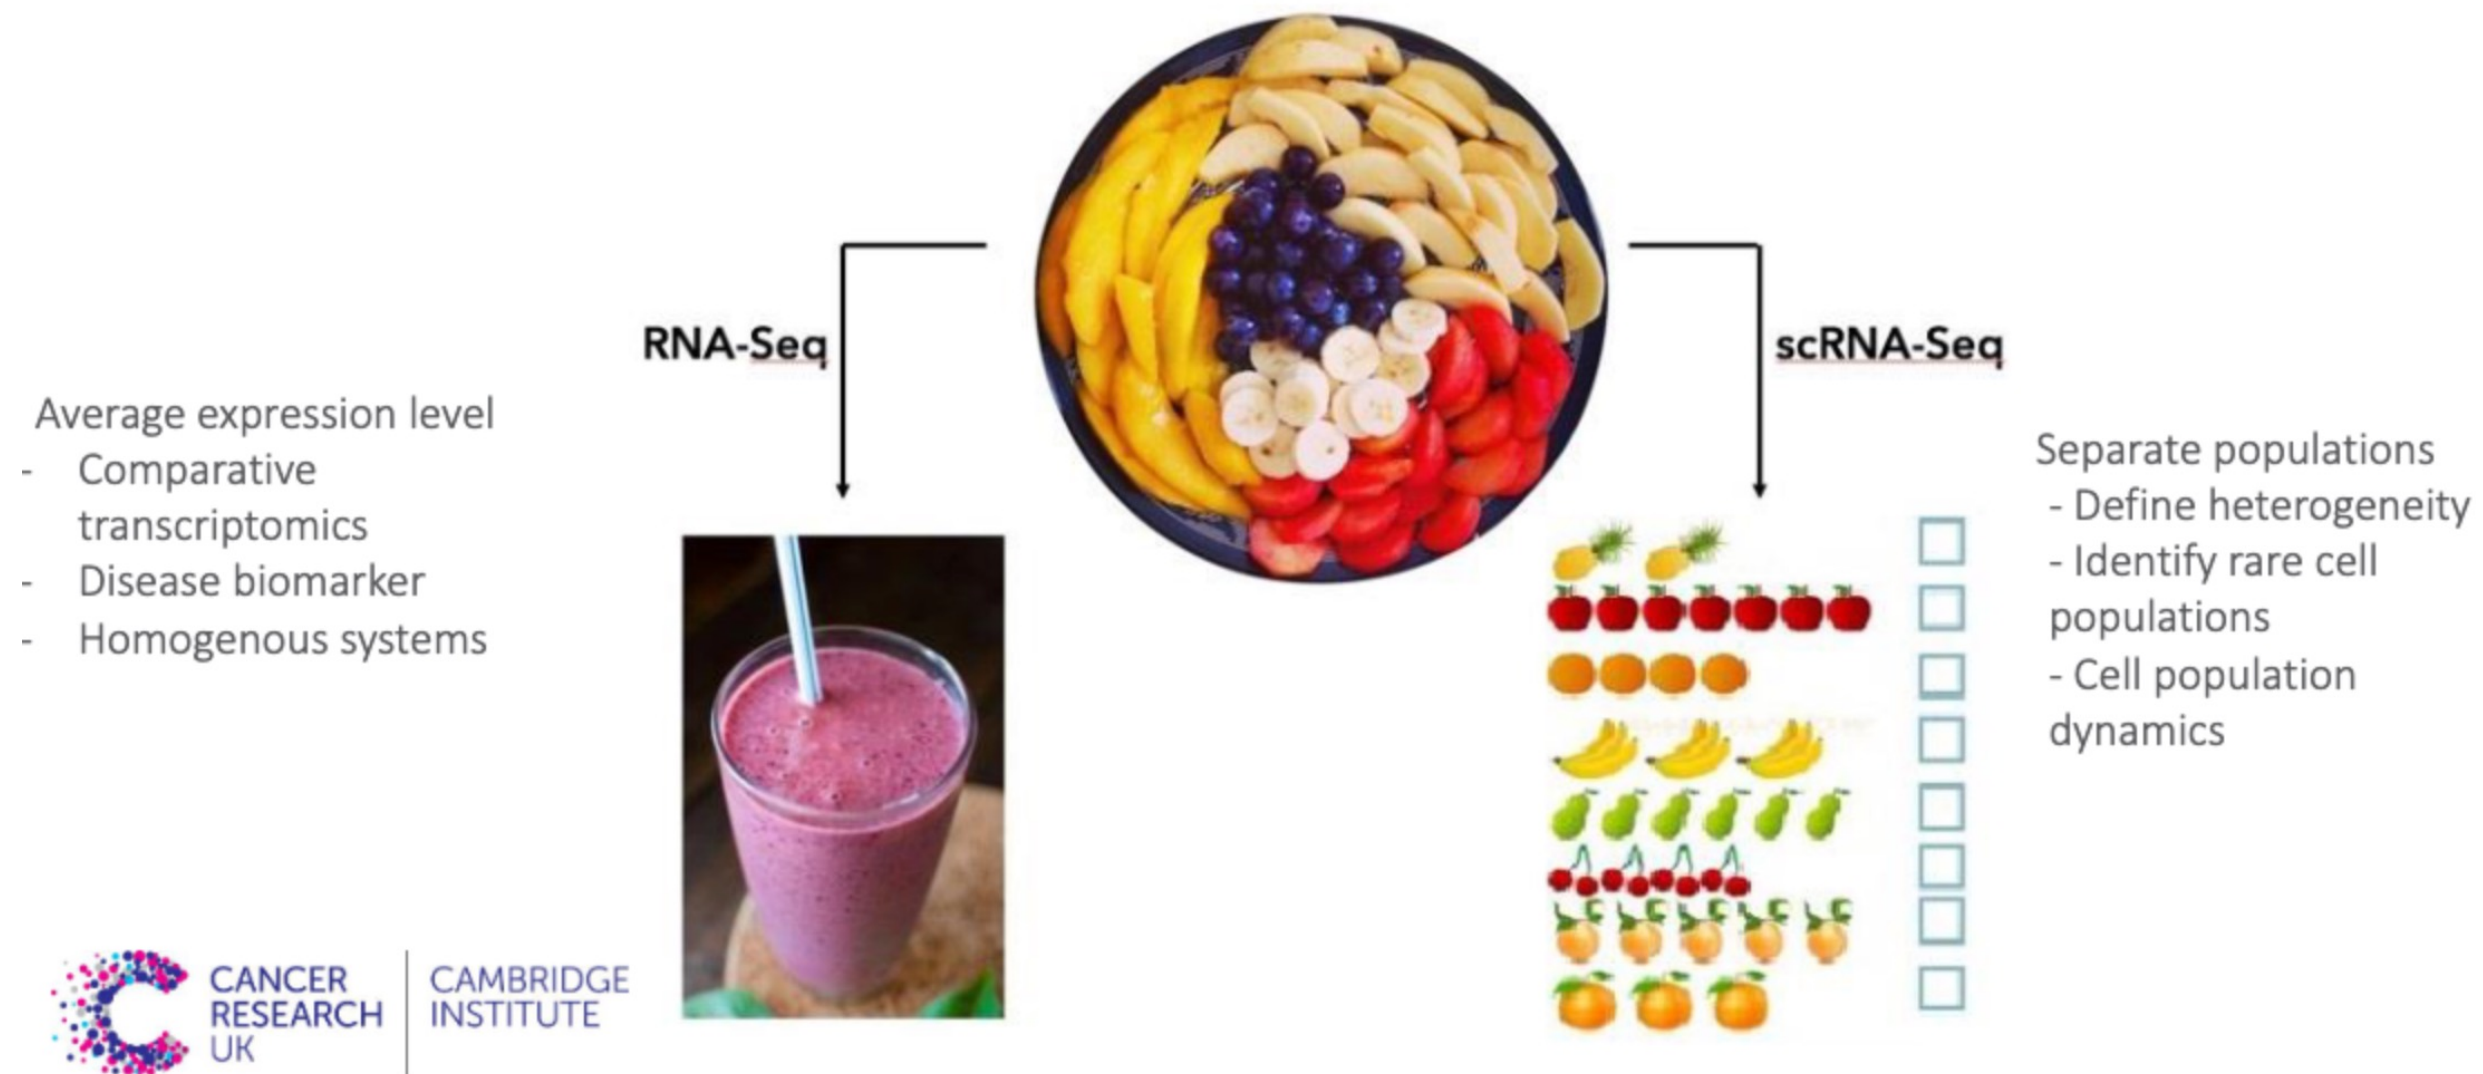 RNA-Seq
scRNA-Seq
Average expression level
- Comparative
transcriptomics
- Disease biomarker
- Homogenous systems
Separate populations
- Define heterogeneity
- Identify rare cell
populations
- Cell population
dynamics
CANCER
RESEARCH
UK
CAMBRIDGE
INSTITUTE